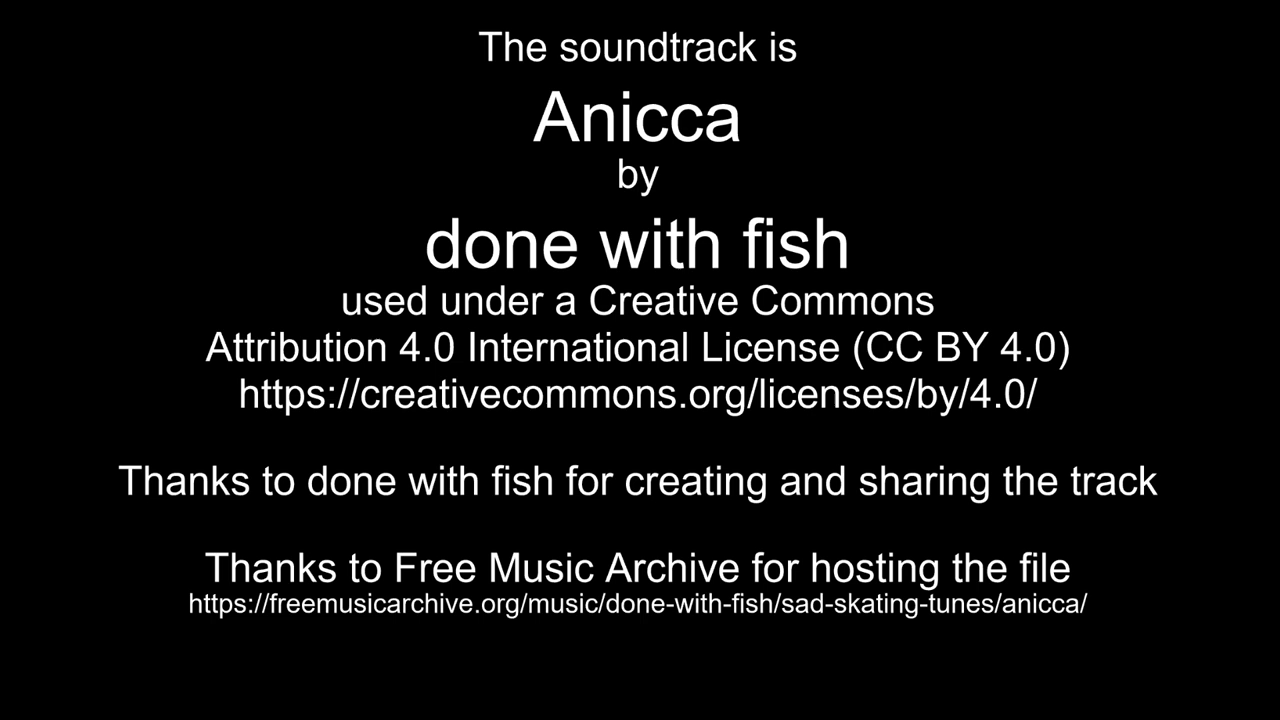 The soundtrack is
Anicca
by
done with fish
used under a Creative Commons
Attribution 4.0 International License (CC BY 4.0)
https://creativecommons.org/licenses/by/4.0/
Thanks to done with fish for creating and sharing the track
Thanks to Free Music Archive for hosting the file
https://freemusicarchive.org/music/done-with-fish/sad-skating-tunes/anicca/